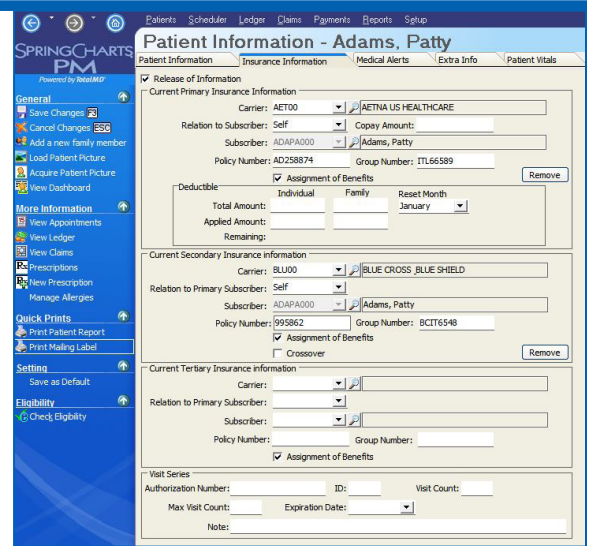 Patients Scheduler Ledger Claims Payments Reports Setup
SPRINGCHARTS
PM
Powered by TotalMD
Patient Information - Adams, Patty
Patient Information Insurance Information Medical Alerts Extra Info Patient Vitals
General
Save Changes F3
Cancel Changes ESC
Add a new family member
Load Patient Picture
Acquire Patient Picture
View Dashboard
More Information
View Appointments
View Ledger
View Claims
Rx Prescriptions
Rx New Prescription
Manage Allergies
Quick Prints
Print Patient Report
Print Mailing Label
Setting
Save as Default
Eligibility
Check Eligibility
Release of Information
Current Primary Insurance Information
Carrier: AET00 AETNA US HEALTHCARE
Relation to Subscriber: Self Copay Amount:
Subscriber: ADAPA000 Adams, Patty
Policy Number: AD258874 Group Number: ITL66589
Assignment of Benefits Remove
Deductible
Individual Family Reset Month
Total Amount: January
Applied Amount:
Remaining:
Current Secondary Insurance information
Carrier: BLU00 BLUE CROSS BLUE SHIELD
Relation to Primary Subscriber: Self
Subscriber: ADAPA000 Adams, Patty
Policy Number: 995862 Group Number: BCIT6548
Assignment of Benefits
Crossover Remove
Current Tertiary Insurance information
Carrier:
Relation to Primary Subscriber:
Subscriber:
Policy Number: Group Number:
Assignment of Benefits
Visit Series
Authorization Number: ID: Visit Count:
Max Visit Count: Expiration Date:
Note: